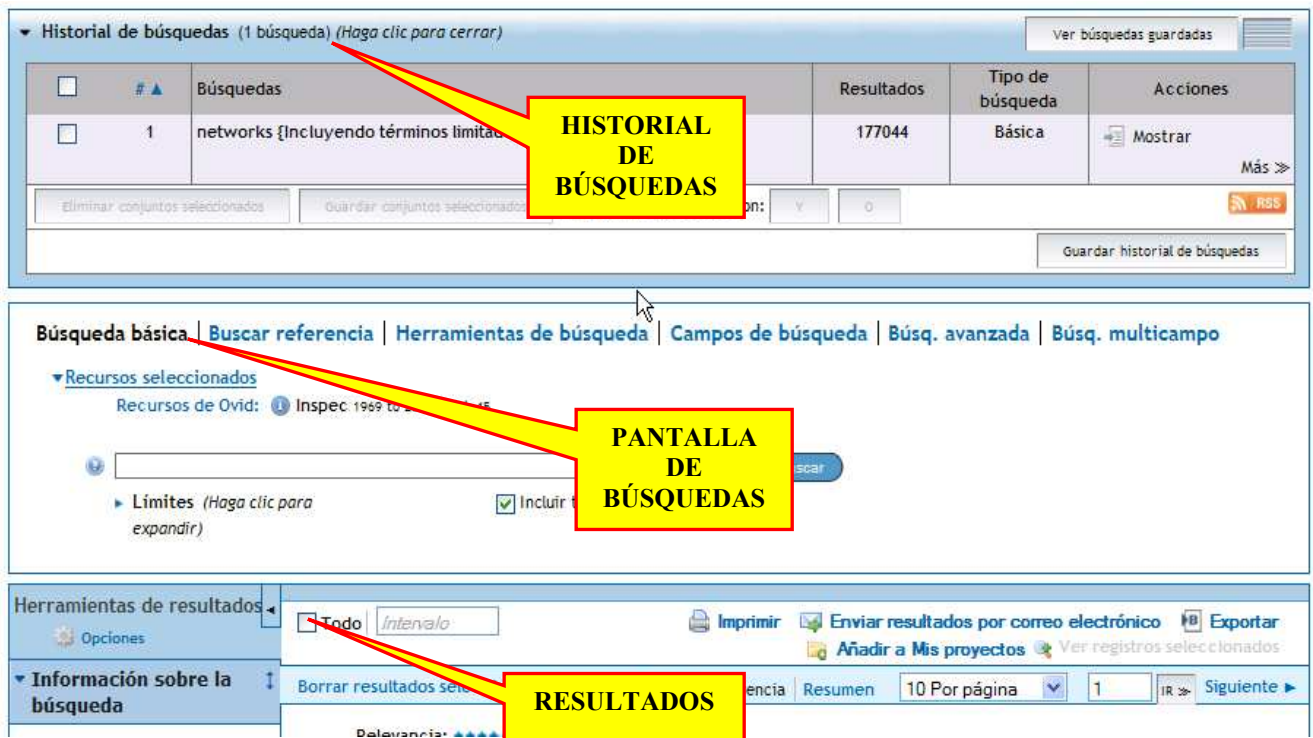 Historial de búsquedas (1 búsqueda) (Haga clic para cerrar) Ver búsquedas guardadas
# Búsquedas Resultados Tipo de búsqueda Acciones
1 networks {Incluyendo términos 177044 Básica Mostrar
Más ≫
HISTORIAL
DE
BÚSQUEDAS
Eliminar conjuntos seleccionados Guardar conjuntos seleccionados Y O RSS
Guardar historial de búsquedas
Búsqueda básica | Buscar referencia | Herramientas de búsqueda | Campos de búsqueda | Búsq. avanzada | Búsq. multicampo
Recursos seleccionados
Recursos de Ovid: Inspec 1969 to
PANTALLA
DE
BÚSQUEDAS
Límites (Haga clic para Incluir
expandir)
Herramientas de resultados
Opciones
Todo Intervalo Imprimir Enviar resultados por correo electrónico Exportar
Añadir a Mis proyectos Ver registros seleccionados
Información sobre la
búsqueda
Borrar resultados Resumen 10 Por página 1 IR ≫ Siguiente
RESULTADOS
Relevancia: